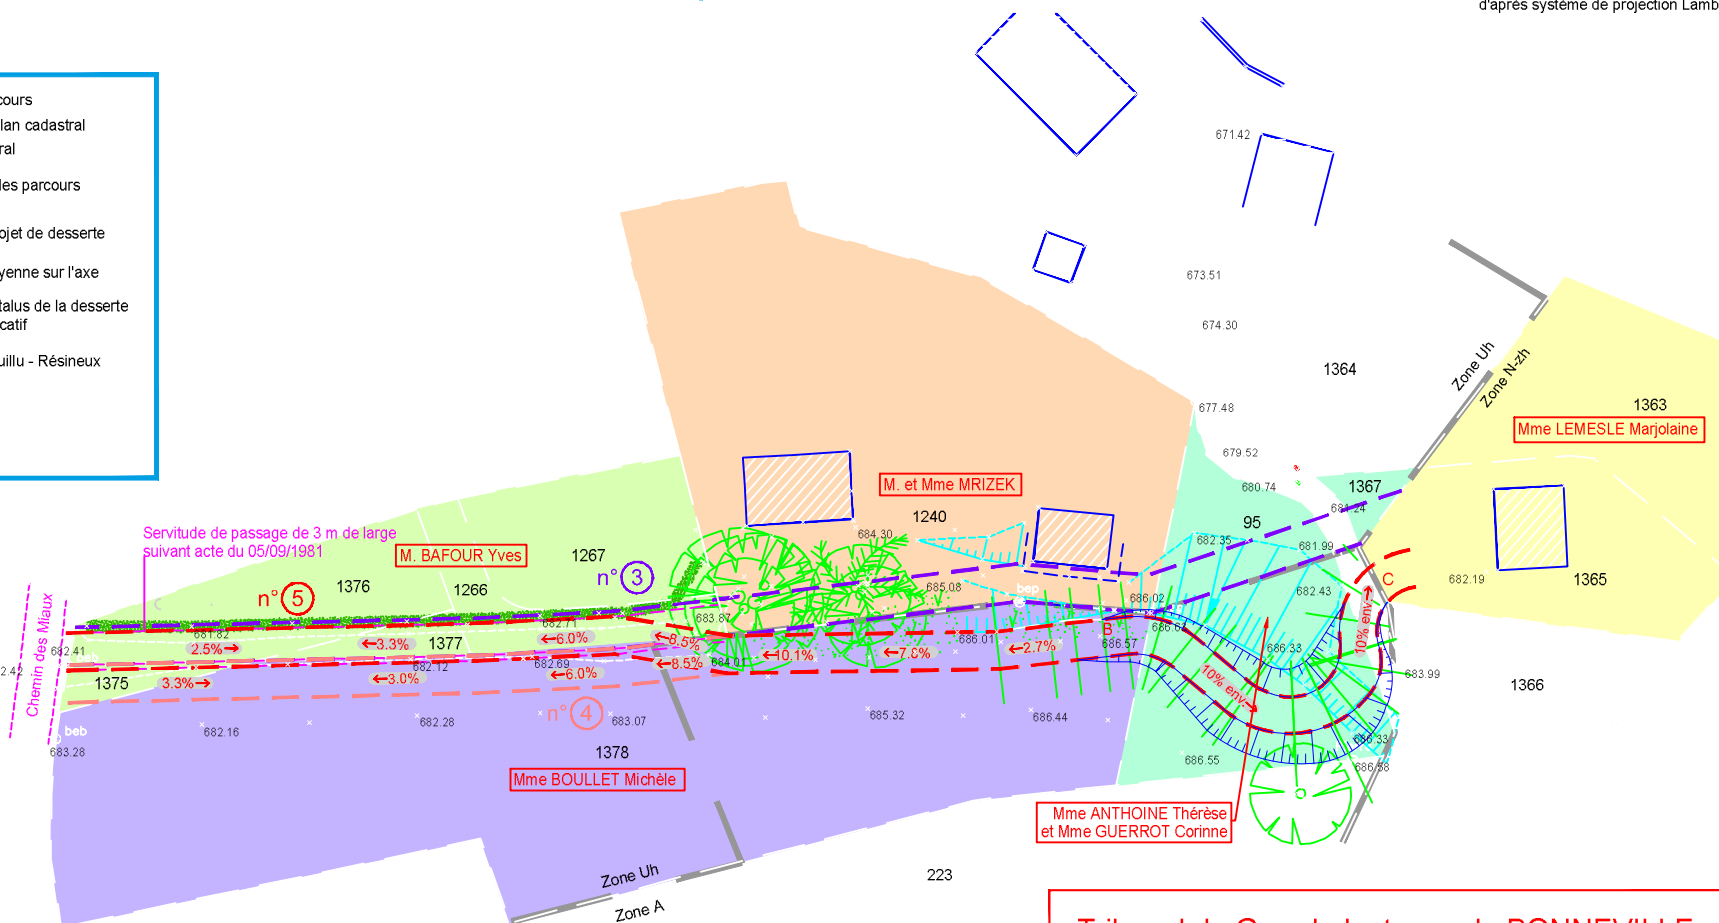 d'après système de projection Lamb
cours
lan cadastral
ral
des parcours
ojet de desserte
yenne sur l'axe
talus de la desserte
catif
uillu - Résineux
671.42
673.51
674.30
1364
Zone Uh
Zone N-zh
677.48
1363
Mme LEMESLE Marjolaine
679.52
680.74
1367
681.24
M. et Mme MRIZEK
1240
95
684.30
682.35
681.99
Servitude de passage de 3 m de large
suivant acte du 05/09/1981
M. BAFOUR Yves
1267
n° 3
1376
1266
n° 5
685.08
bep
686.02
682.43
C
682.19
1365
681.82
682.71
683.87
B
686.61
682.41
2.5%→
←3.3%
1377
←6.0%
←8.5%
686.01
686.57
686.33
10% env.→
2.42
682.12
682.69
←8.5%
684.01
←10.1%
←7.8%
←2.7%
683.99
Chemin des Miaux
1375
3.3%→
←3.0%
←6.0%
10% env.→
1366
n° 4
682.16
682.28
683.07
685.32
686.44
beb
683.28
1378
686.33
686.55
686.58
Mme BOULLET Michèle
Mme ANTHOINE Thérèse
et Mme GUERROT Corinne
Zone Uh
Zone A
223